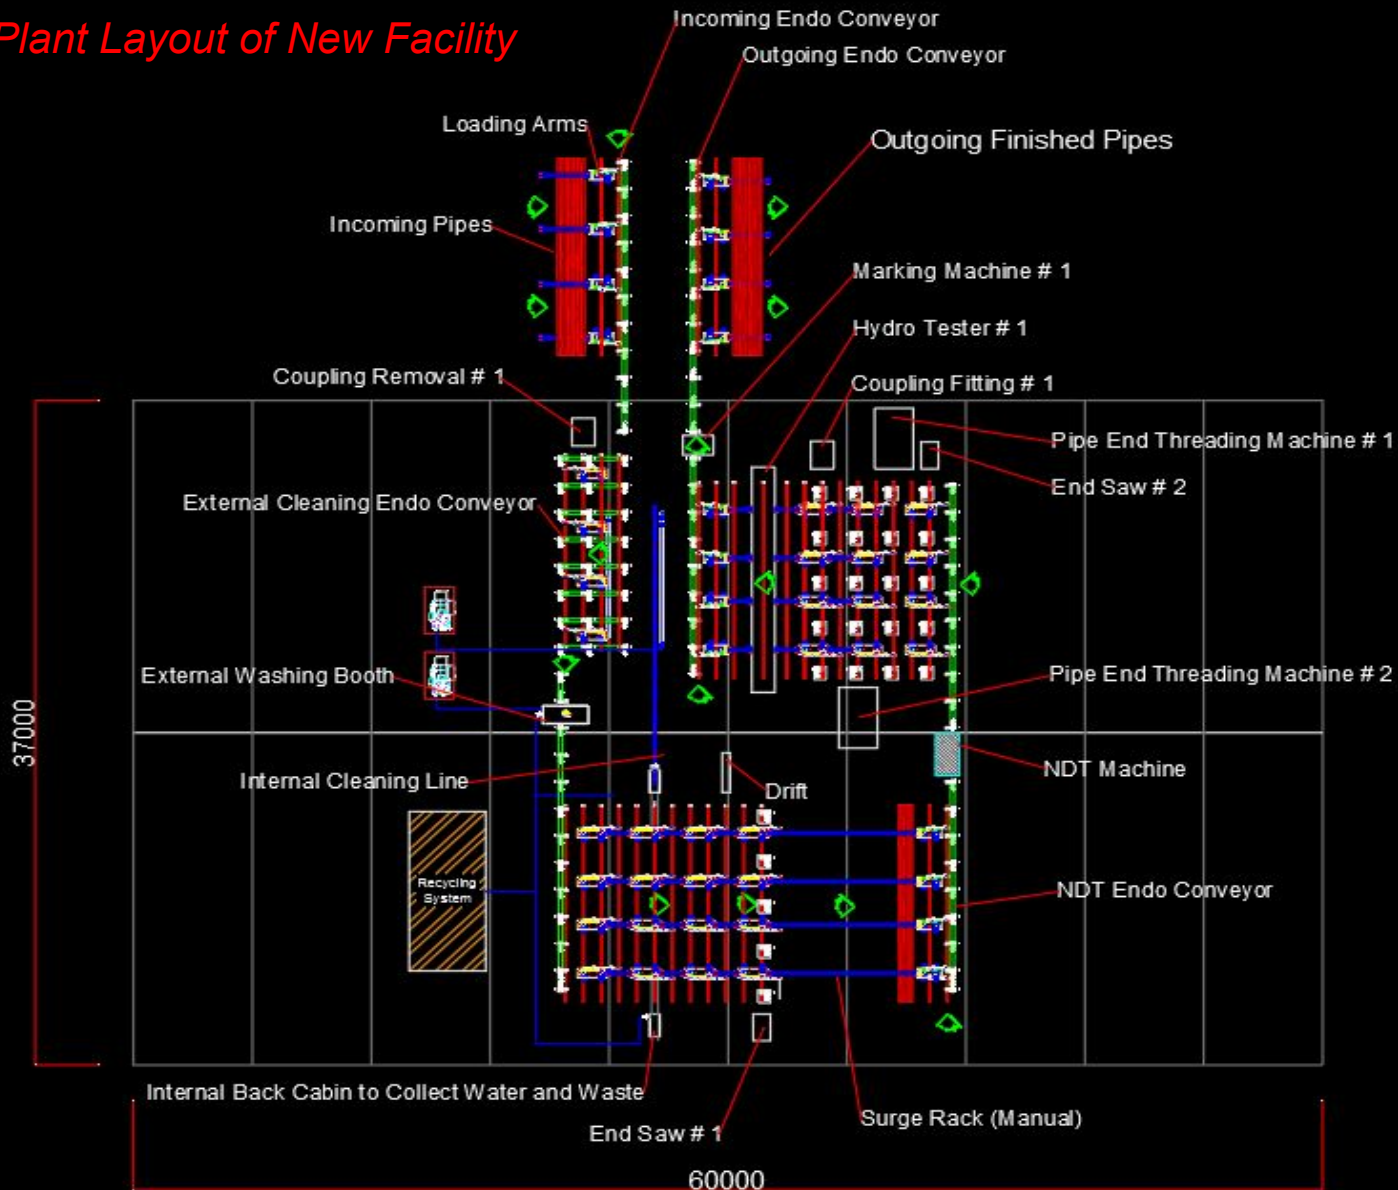 Plant Layout of New Facility
Incoming Endo Conveyor
Outgoing Endo Conveyor
Loading Arms
Outgoing Finished Pipes
Incoming Pipes
Marking Machine # 1
Hydro Tester # 1
Coupling Removal # 1
Coupling Fitting # 1
Pipe End Threading Machine # 1
External Cleaning Endo Conveyor
End Saw # 2
External Washing Booth
Pipe End Threading Machine # 2
37000
Internal Cleaning Line
Drift
NDT Machine
Recycling
System
NDT Endo Conveyor
Internal Back Cabin to Collect Water and Waste
Surge Rack (Manual)
End Saw # 1
60000